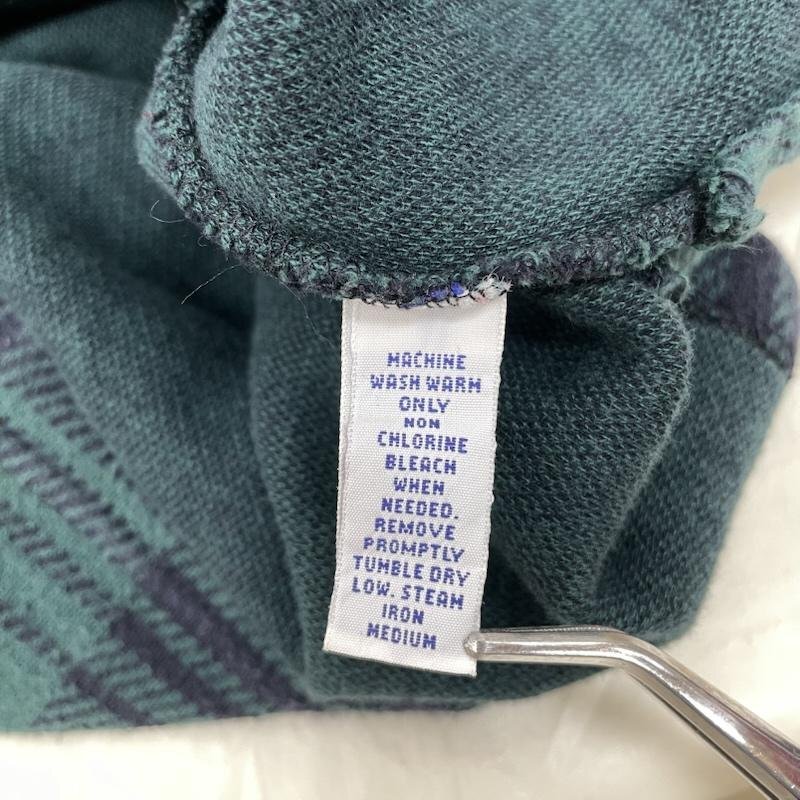 MACHINE
WASH WARM
ONLY
NON
CHLORINE
BLEACH
WHEN
NEEDED.
REMOVE
PROMPTLY
TUMBLE DRY
LOW. STEAM
IRON
MEDIUM